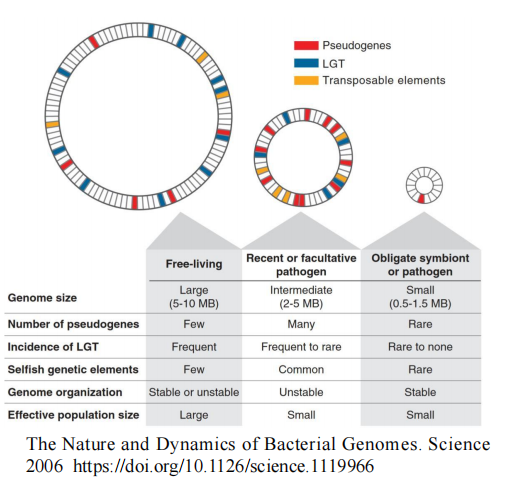 Pseudogenes
LGT
Transposable elements
Free-living
Recent or facultative pathogen
Obligate symbiont or pathogen
Genome size
Large (5-10 MB)
Intermediate (2-5 MB)
Small (0.5-1.5 MB)
Number of pseudogenes
Few
Many
Rare
Incidence of LGT
Frequent
Frequent to rare
Rare to none
Selfish genetic elements
Few
Common
Rare
Genome organization
Stable or unstable
Unstable
Stable
Effective population size
Large
Small
Small
The Nature and Dynamics of Bacterial Genomes. Science
2006 https://doi.org/10.1126/science.1119966